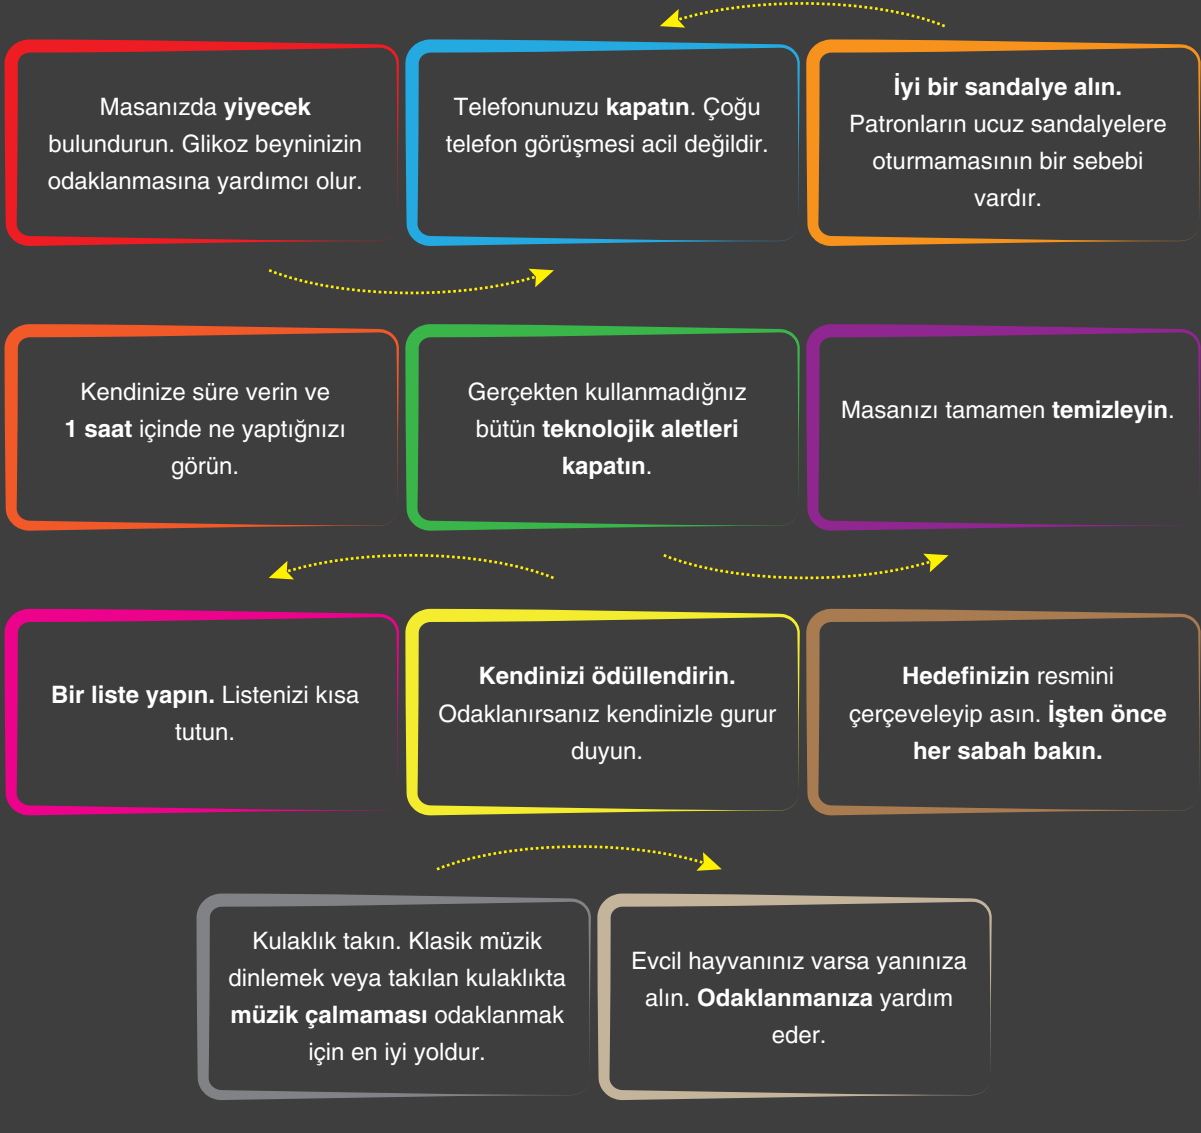 Masanızda yiyecek
bulundurun. Glikoz beyninizin
odaklanmasına yardımcı olur.
Telefonunuzu kapatın. Çoğu
telefon görüşmesi acil değildir.
İyi bir sandalye alın.
Patronların ucuz sandalyelere
oturmamasının bir sebebi
vardır.
Kendinize süre verin ve
1 saat içinde ne yaptığnızı
görün.
Gerçekten kullanmadığnız
bütün teknolojik aletleri
kapatın.
Masanızı tamamen temizleyin.
Bir liste yapın. Listenizi kısa
tutun.
Kendinizi ödüllendirin.
Odaklanırsanız kendinizle gurur
duyun.
Hedefinizin resmini
çerçeveleyip asın. İşten önce
her sabah bakın.
Kulaklık takın. Klasik müzik
dinlemek veya takılan kulaklıkta
müzik çalmaması odaklanmak
için en iyi yoldur.
Evcil hayvanınız varsa yanınıza
alın. Odaklanmanıza yardım
eder.